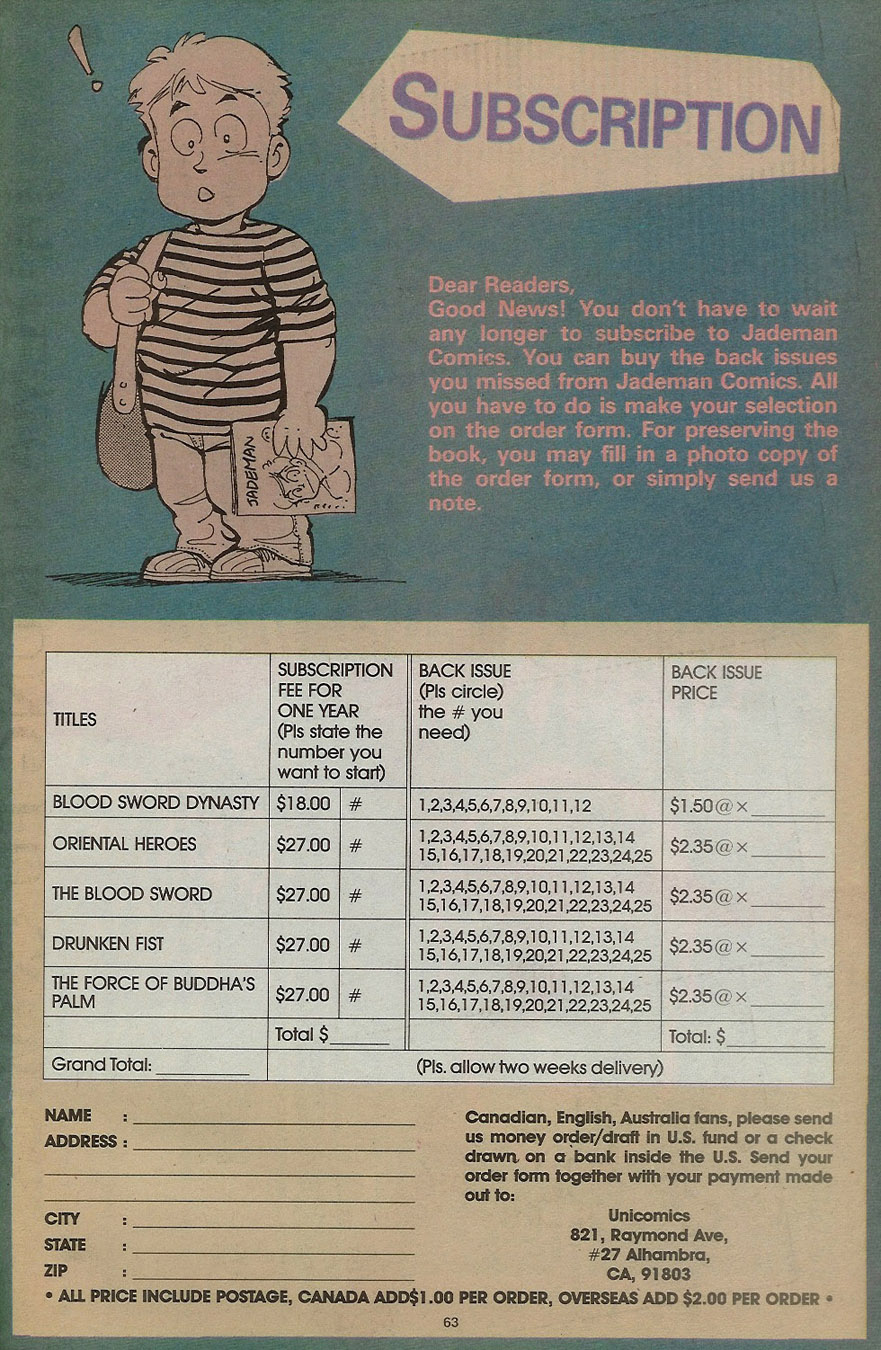 SUBSCRIPTION
Dear Readers,
Good News! You don't have to wait
any longer to subscribe to Jademan
Comics. You can buy the back issues
you missed from Jademan Comics. All
you have to do is make your selection
on the order form. For preserving the
book, you may fill in a photo copy of
the order form, or simply send us a
note.
JADEMAN
TITLES
SUBSCRIPTION
FEE FOR
ONE YEAR
(Pls state the
number you
want to start)
BACK ISSUE
(Pls circle)
the # you
need)
BACK ISSUE
PRICE
BLOOD SWORD DYNASTY $18.00 # 1,2,3,4,5,6,7,8,9,10,11,12 $1.50@ × ________
ORIENTAL HEROES $27.00 # 1,2,3,4,5,6,7,8,9,10,11,12,13,14
15,16,17,18,19,20,21,22,23,24,25 $2.35@ × ________
THE BLOOD SWORD $27.00 # 1,2,3,4,5,6,7,8,9,10,11,12,13,14
15,16,17,18,19,20,21,22,23,24,25 $2.35@ × ________
DRUNKEN FIST $27.00 # 1,2,3,4,5,6,7,8,9,10,11,12,13,14
15,16,17,18,19,20,21,22,23,24,25 $2.35@ × ________
THE FORCE OF BUDDHA'S
PALM $27.00 # 1,2,3,4,5,6,7,8,9,10,11,12,13,14
15,16,17,18,19,20,21,22,23,24,25 $2.35@ × ________
Total $______ Total: $__________
Grand Total: __________ (Pls. allow two weeks delivery)
NAME : ____________________
ADDRESS : ____________________
CITY : ____________________
STATE : ____________________
ZIP : ____________________
Canadian, English, Australia fans, please send
us money order/draft in U.S. fund or a check
drawn on a bank inside the U.S. Send your
order form together with your payment made
out to:
Unicomics
821, Raymond Ave,
#27 Alhambra,
CA, 91803
• ALL PRICE INCLUDE POSTAGE, CANADA ADD$1.00 PER ORDER, OVERSEAS ADD $2.00 PER ORDER •
63